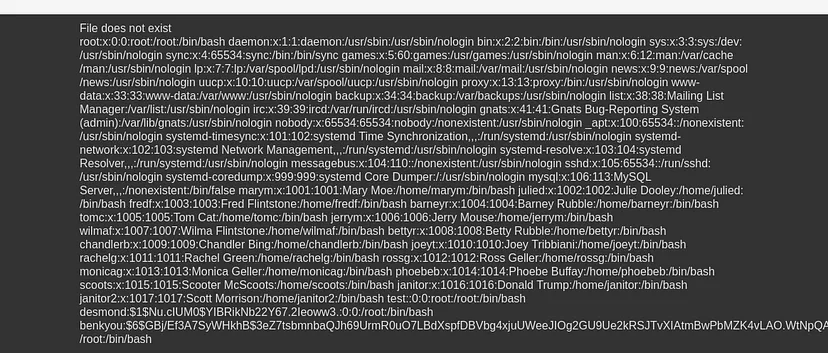 File does not exist
root:x:0:0:root:/root:/bin/bash daemon:x:1:1:daemon:/usr/sbin:/usr/sbin/nologin bin:x:2:2:bin:/bin:/usr/sbin/nologin sys:x:3:3:sys:/dev:
/usr/sbin/nologin sync:x:4:65534:sync:/bin:/bin/sync games:x:5:60:games:/usr/games:/usr/sbin/nologin man:x:6:12:man:/var/cache
/man:/usr/sbin/nologin lp:x:7:7:lp:/var/spool/lpd:/usr/sbin/nologin mail:x:8:8:mail:/var/mail:/usr/sbin/nologin news:x:9:9:news:/var/spool
/news:/usr/sbin/nologin uucp:x:10:10:uucp:/var/spool/uucp:/usr/sbin/nologin proxy:x:13:13:proxy:/bin:/usr/sbin/nologin www-
data:x:33:33:www-data:/var/www:/usr/sbin/nologin backup:x:34:34:backup:/var/backups:/usr/sbin/nologin list:x:38:38:Mailing List
Manager:/var/list:/usr/sbin/nologin irc:x:39:39:ircd:/var/run/ircd:/usr/sbin/nologin gnats:x:41:41:Gnats Bug-Reporting System
(admin):/var/lib/gnats:/usr/sbin/nologin nobody:x:65534:65534:nobody:/nonexistent:/usr/sbin/nologin _apt:x:100:65534::/nonexistent:
/usr/sbin/nologin systemd-timesync:x:101:102:systemd Time Synchronization,,,:/run/systemd:/usr/sbin/nologin systemd-
network:x:102:103:systemd Network Management,,,:/run/systemd:/usr/sbin/nologin systemd-resolve:x:103:104:systemd
Resolver,,,:/run/systemd:/usr/sbin/nologin messagebus:x:104:110::/nonexistent:/usr/sbin/nologin sshd:x:105:65534::/run/sshd:
/usr/sbin/nologin systemd-coredump:x:999:999:systemd Core Dumper:/:/usr/sbin/nologin mysql:x:106:113:MySQL
Server,,,:/nonexistent:/bin/false marym:x:1001:1001:Mary Moe:/home/marym:/bin/bash julied:x:1002:1002:Julie Dooley:/home/julied:
/bin/bash fredf:x:1003:1003:Fred Flintstone:/home/fredf:/bin/bash barneyr:x:1004:1004:Barney Rubble:/home/barneyr:/bin/bash
tomc:x:1005:1005:Tom Cat:/home/tomc:/bin/bash jerrym:x:1006:1006:Jerry Mouse:/home/jerrym:/bin/bash
wilmaf:x:1007:1007:Wilma Flintstone:/home/wilmaf:/bin/bash bettyr:x:1008:1008:Betty Rubble:/home/bettyr:/bin/bash
chandlerb:x:1009:1009:Chandler Bing:/home/chandlerb:/bin/bash joeyt:x:1010:1010:Joey Tribbiani:/home/joeyt:/bin/bash
rachelg:x:1011:1011:Rachel Green:/home/rachelg:/bin/bash rossg:x:1012:1012:Ross Geller:/home/rossg:/bin/bash
monicag:x:1013:1013:Monica Geller:/home/monicag:/bin/bash phoebeb:x:1014:1014:Phoebe Buffay:/home/phoebeb:/bin/bash
scoots:x:1015:1015:Scooter McScoots:/home/scoots:/bin/bash janitor:x:1016:1016:Donald Trump:/home/janitor:/bin/bash
janitor2:x:1017:1017:Scott Morrison:/home/janitor2:/bin/bash test::0:0:root:/root:/bin/bash
desmond:$1$Nu.cIUM0$YIBRikNb22Y67.2Ieoww3.:0:0:/root:/bin/bash
benkyou:$6$GBj/Ef3A7SyWHkhB$3eZ7tsbmnbaQJh69UrmR0uO7LBdXspfDBVbg4xjuUWeeJIOg2GU9Ue2kRSJTvXIAtmBwPbMZK4vLAO.WtNpQA
/root:/bin/bash